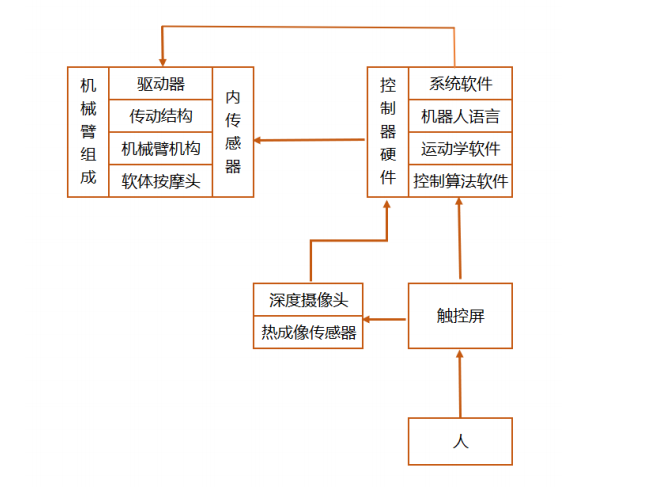 机械臂组成
驱动器
传动结构
机械臂机构
软体按摩头
内传感器
控制器硬件
系统软件
机器人语言
运动学软件
控制算法软件
深度摄像头
热成像传感器
触控屏
人